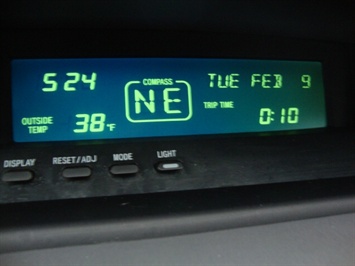 5 24
COMPASS
NE
TUE FEB 9
TRIP TIME
0:10
OUTSIDE
TEMP
38°F
DISPLAY
RESET/ADJ
MODE
LIGHT